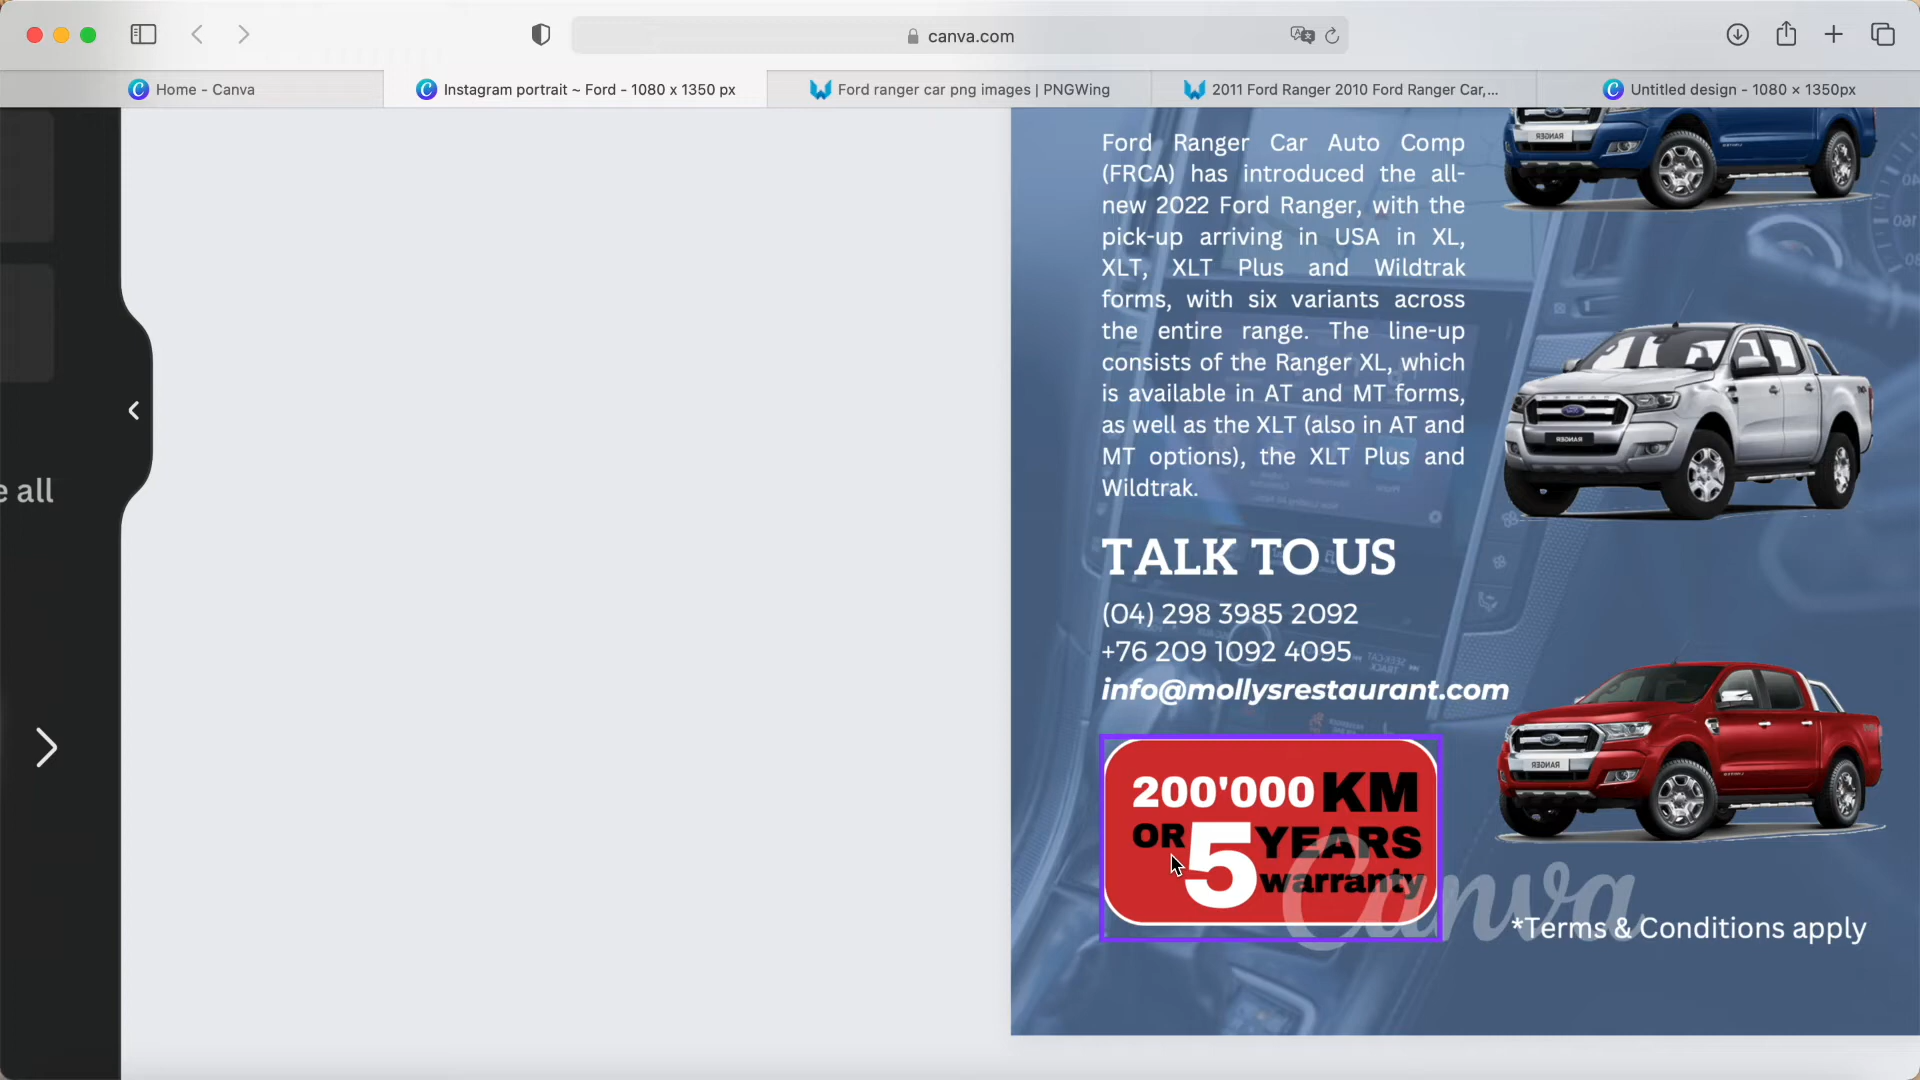 canva.com
Home - Canva
Instagram portrait ~ Ford - 1080 x 1350 px
Ford ranger car png images | PNGWing
2011 Ford Ranger 2010 Ford Ranger Car,...
Untitled design - 1080 × 1350px
e all
Ford Ranger Car Auto Comp
(FRCA) has introduced the all-
new 2022 Ford Ranger, with the
pick-up arriving in USA in XL,
XLT, XLT Plus and Wildtrak
forms, with six variants across
the entire range. The line-up
consists of the Ranger XL, which
is available in AT and MT forms,
as well as the XLT (also in AT and
MT options), the XLT Plus and
Wildtrak.
TALK TO US
(04) 298 3985 2092
+76 209 1092 4095
info@mollysrestaurant.com
200'000 KM
OR 5 YEARS
warranty
Canva
*Terms & Conditions apply
RANGER
RANGER
RANGER